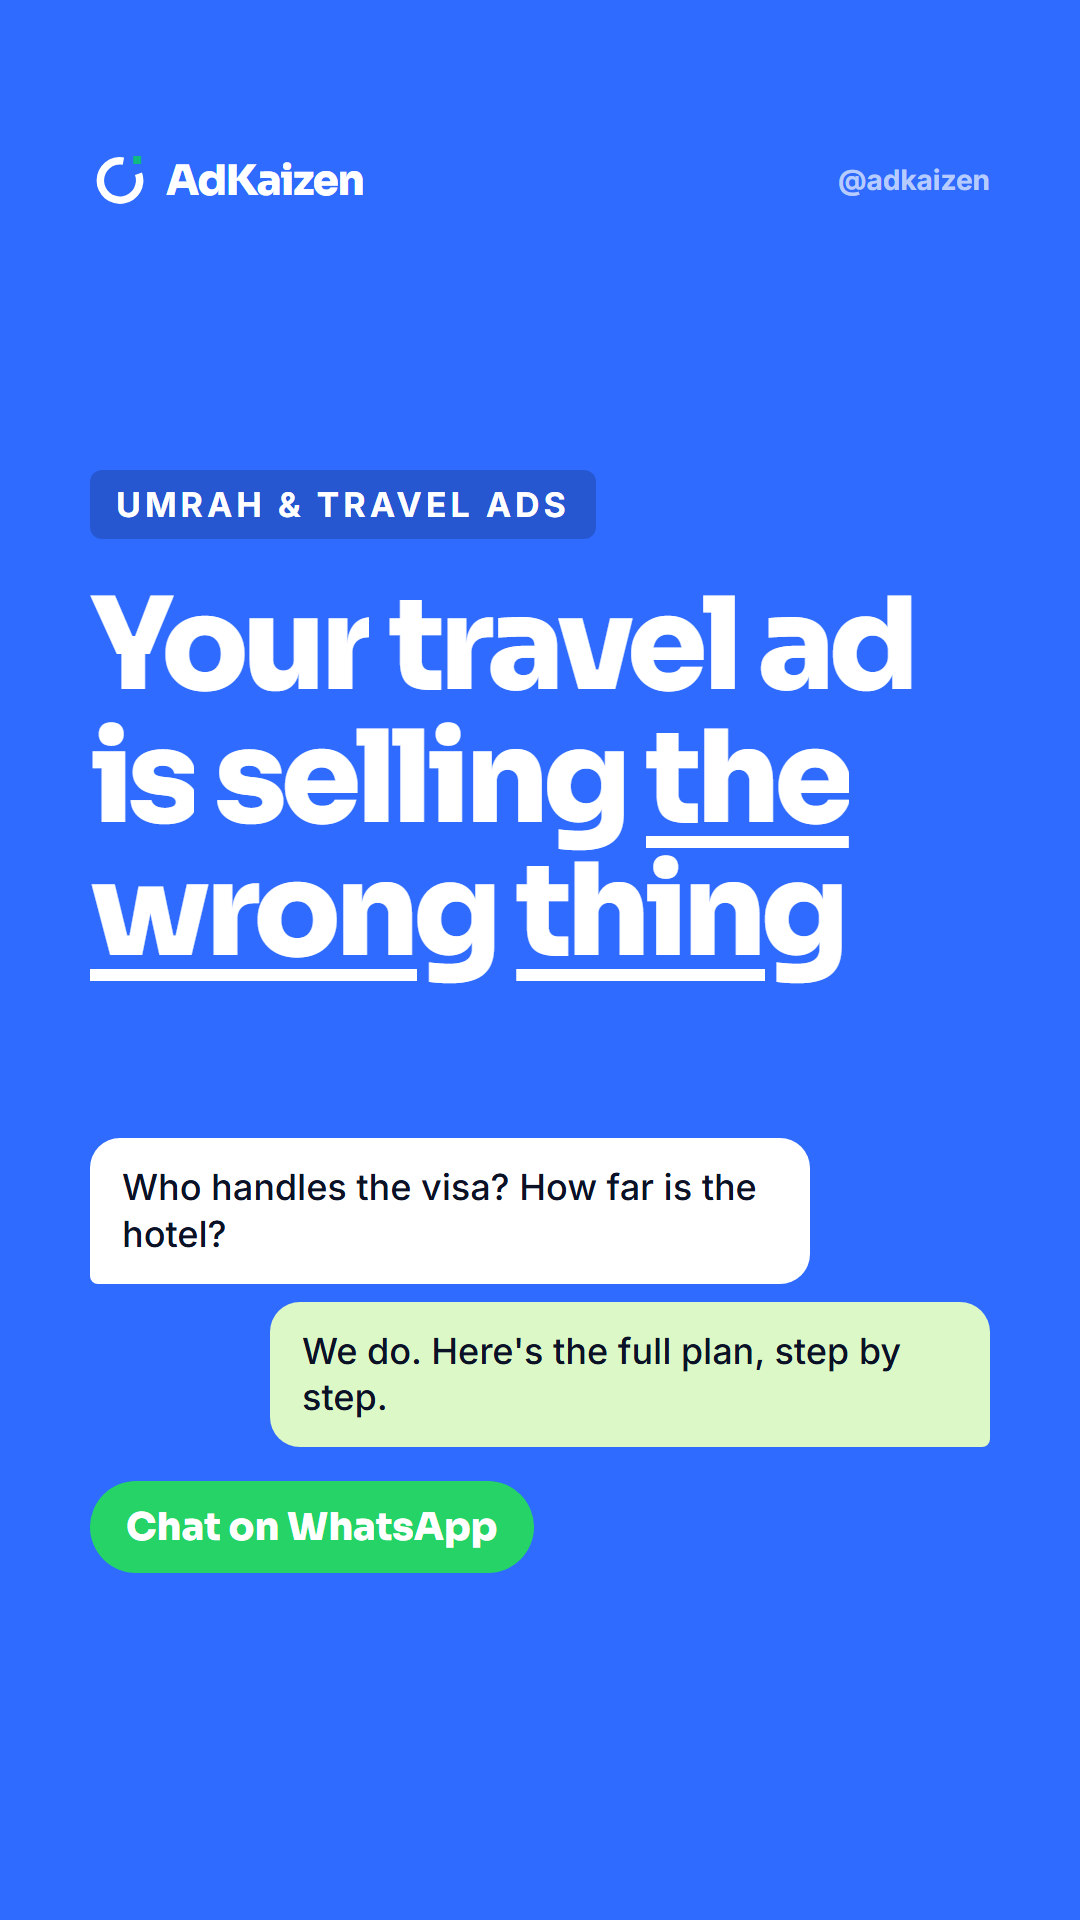 AdKaizen
@adkaizen
UMRAH & TRAVEL ADS
Your travel ad
is selling the
wrong thing
Who handles the visa? How far is the
hotel?
We do. Here's the full plan, step by
step.
Chat on WhatsApp